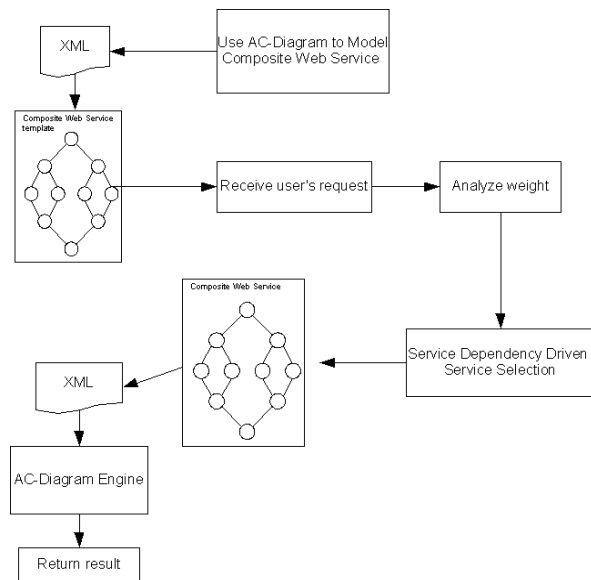 XML
Use AC-Diagram to Model
Composite Web Service
Composite Web Service
template
Receive user's request
Analyze weight
Composite Web Service
Service Dependency Driven
Service Selection
XML
AC-Diagram Engine
Return result